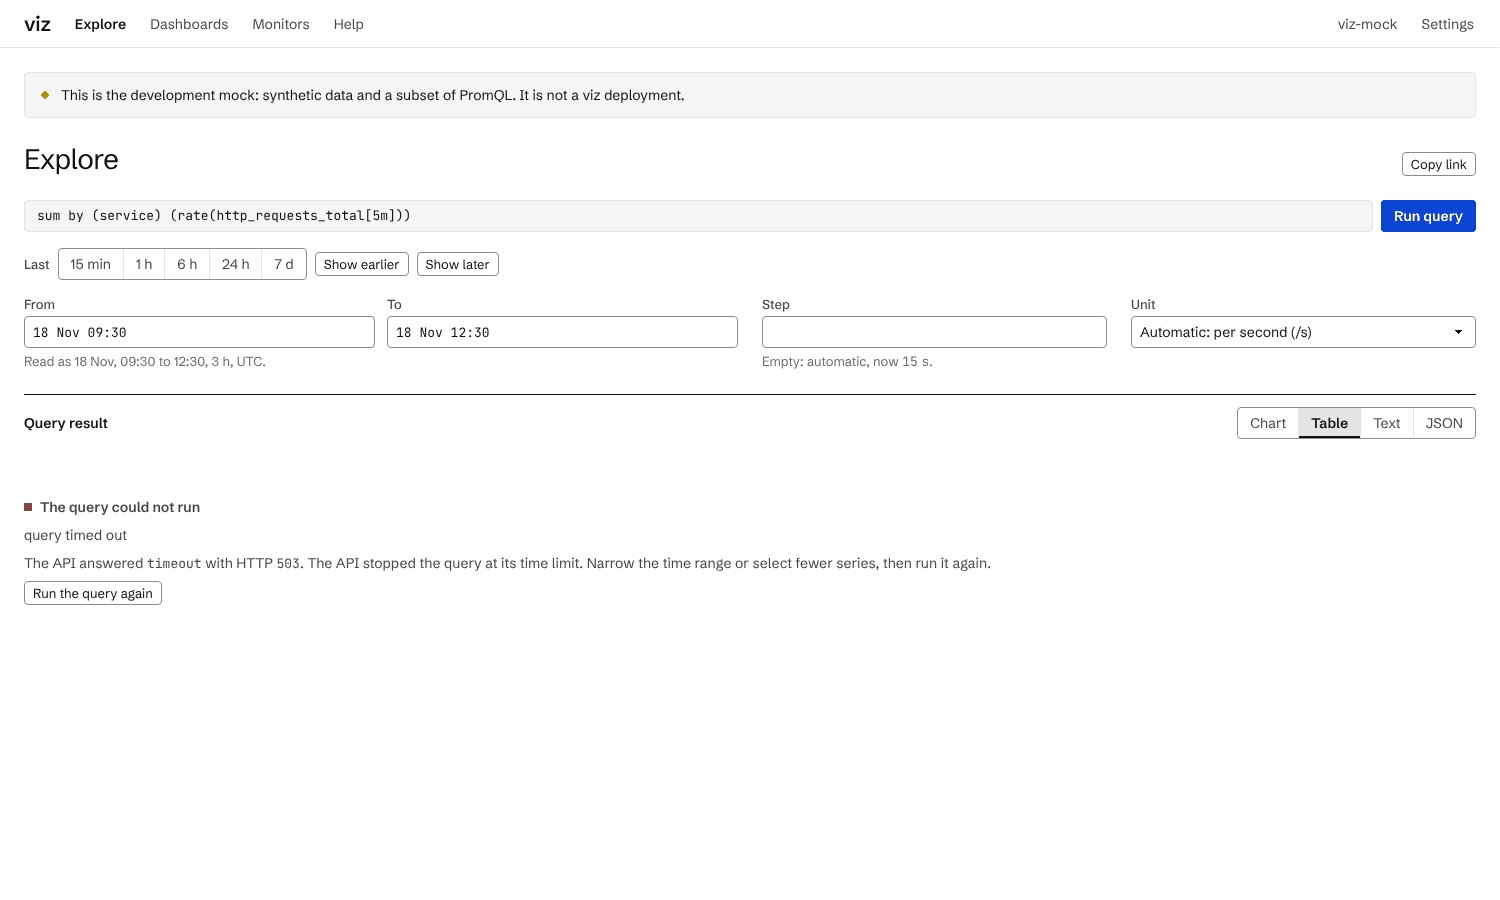 viz Explore Dashboards Monitors Help viz-mock Settings
This is the development mock: synthetic data and a subset of PromQL. It is not a viz deployment.
Explore
Copy link
sum by (service) (rate(http_requests_total[5m]))
Run query
Last 15 min 1 h 6 h 24 h 7 d Show earlier Show later
From To Step Unit
18 Nov 09:30 18 Nov 12:30 Automatic: per second (/s)
Read as 18 Nov, 09:30 to 12:30, 3 h, UTC. Empty: automatic, now 15 s.
Query result Chart Table Text JSON
The query could not run
query timed out
The API answered timeout with HTTP 503. The API stopped the query at its time limit. Narrow the time range or select fewer series, then run it again.
Run the query again